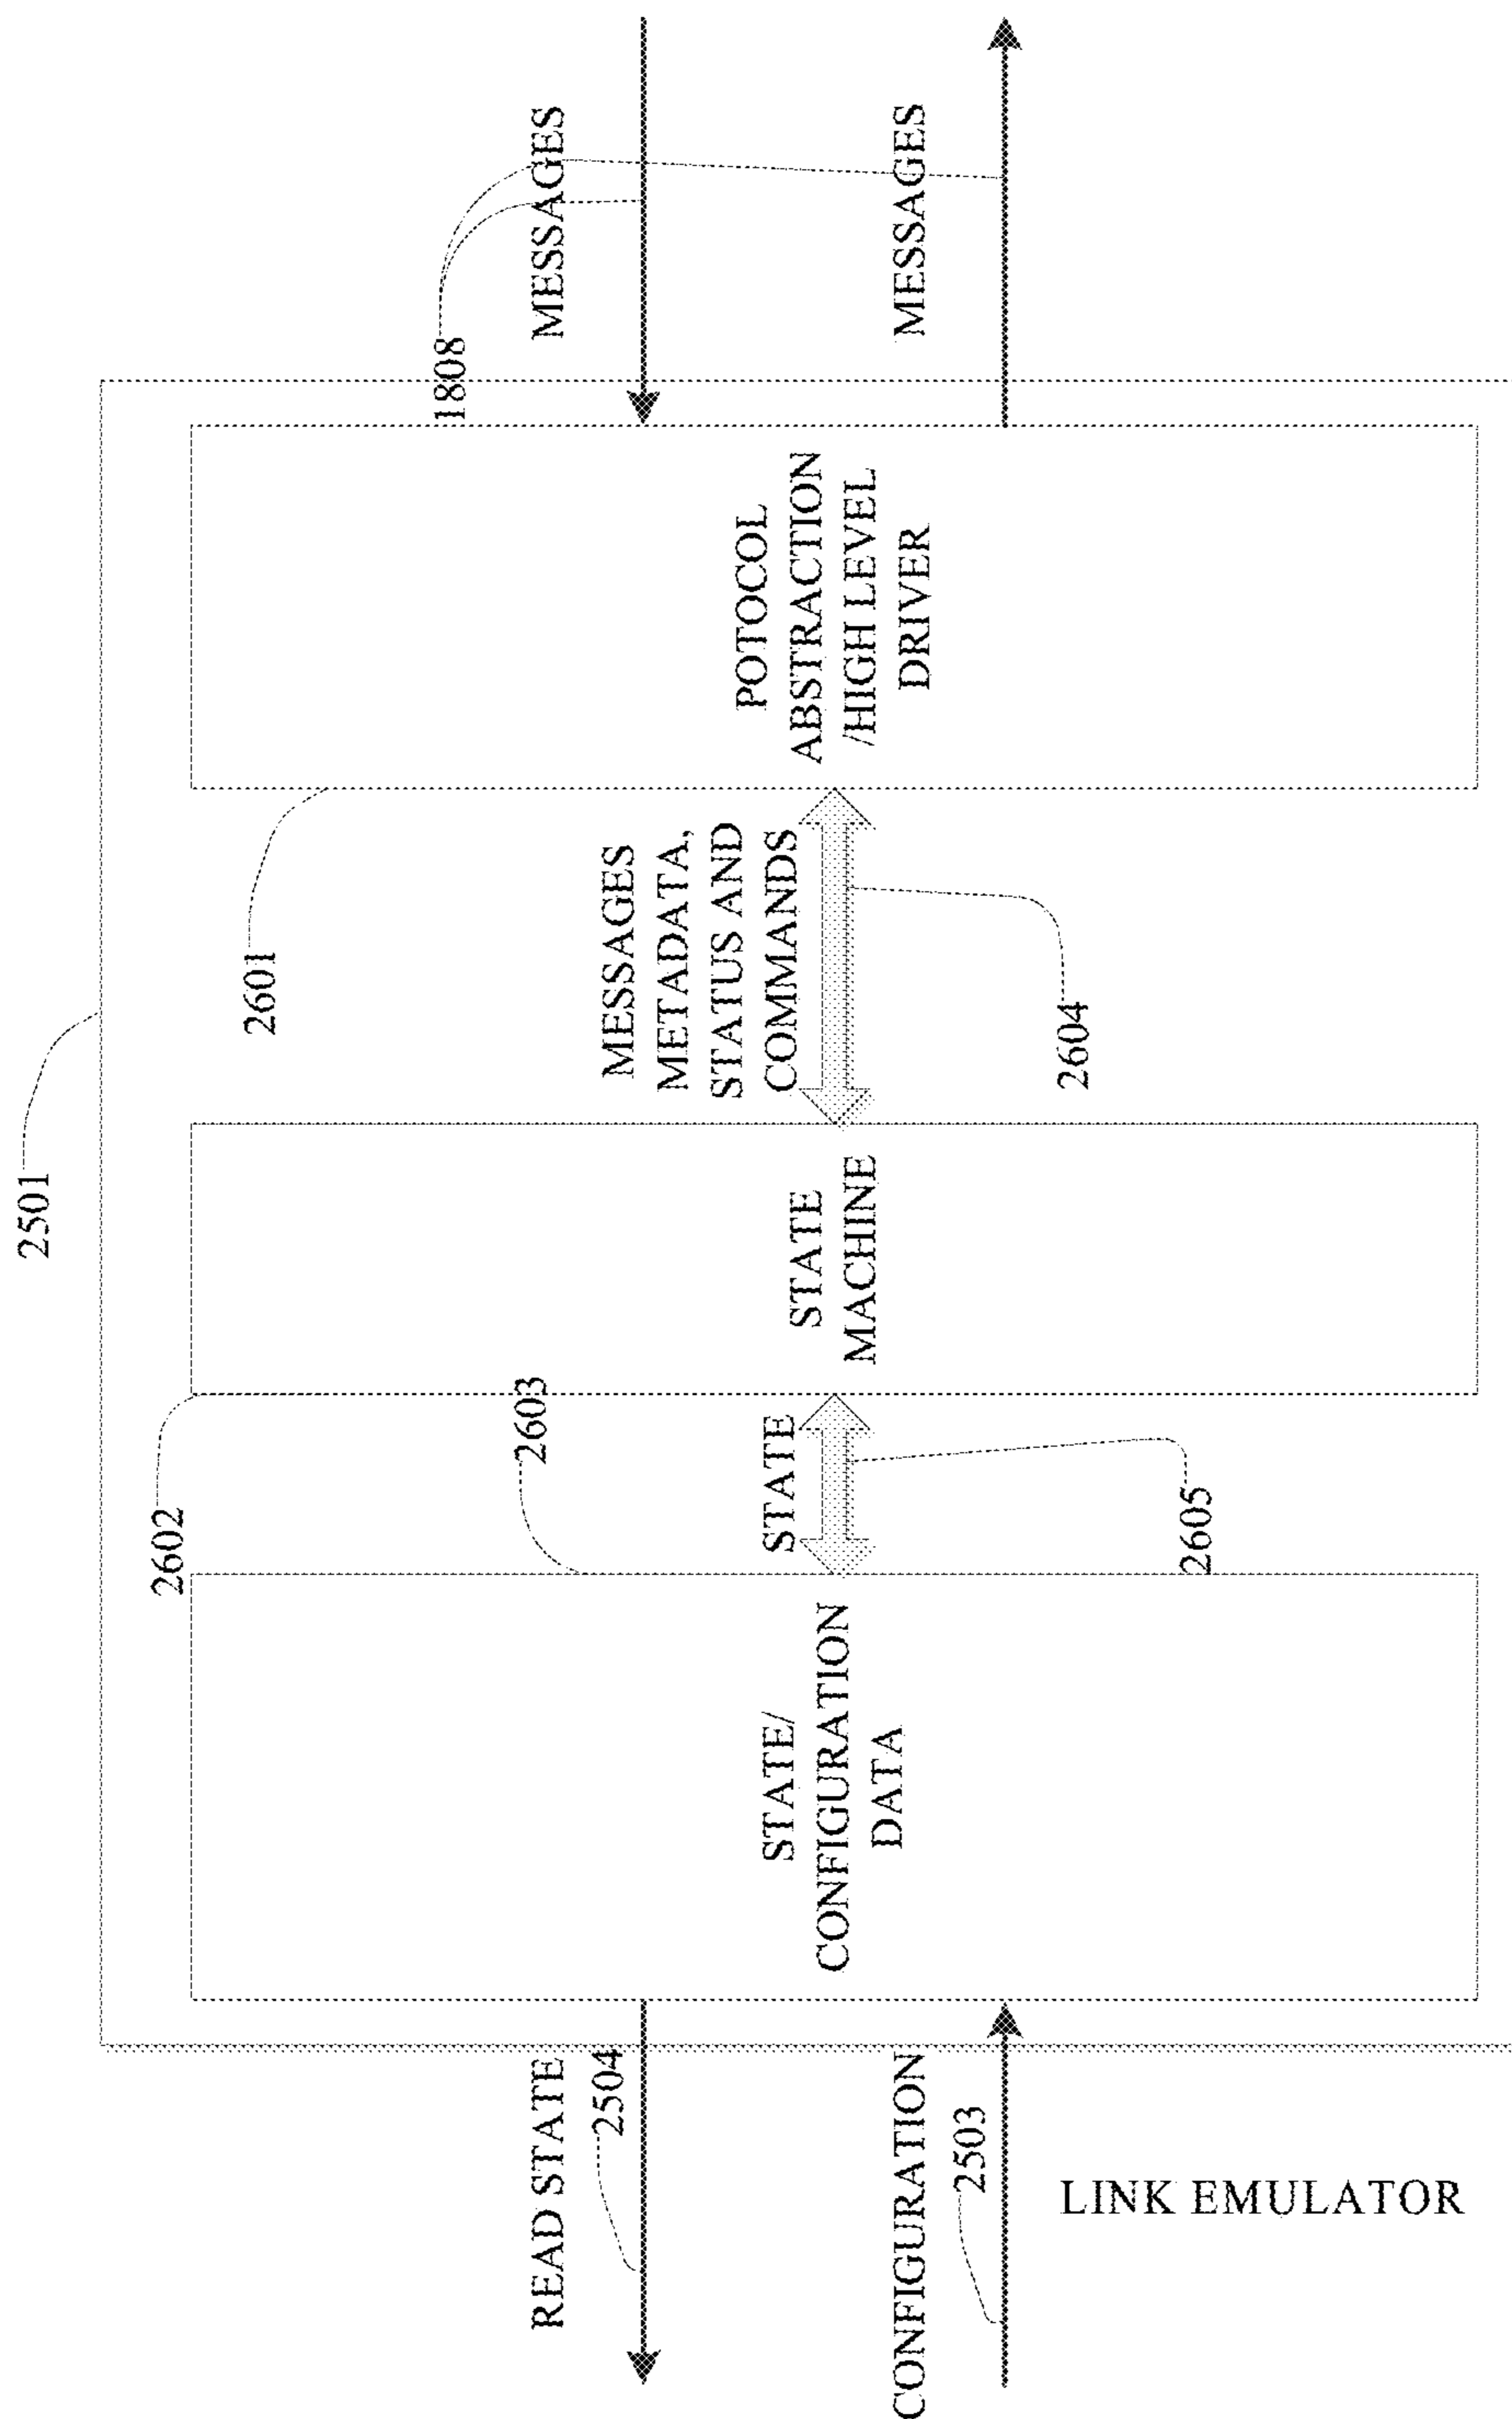 2501
READ STATE
2504
CONFIGURATION
2503
LINK EMULATOR
2602
2603
2601
STATE/
CONFIGURATION
DATA
STATE
2605
STATE
MACHINE
MESSAGES
METADATA,
STATUS AND
COMMANDS
2604
POTOCOL
ABSTRACTION
/HIGH LEVEL
DRIVER
1808
MESSAGES
MESSAGES